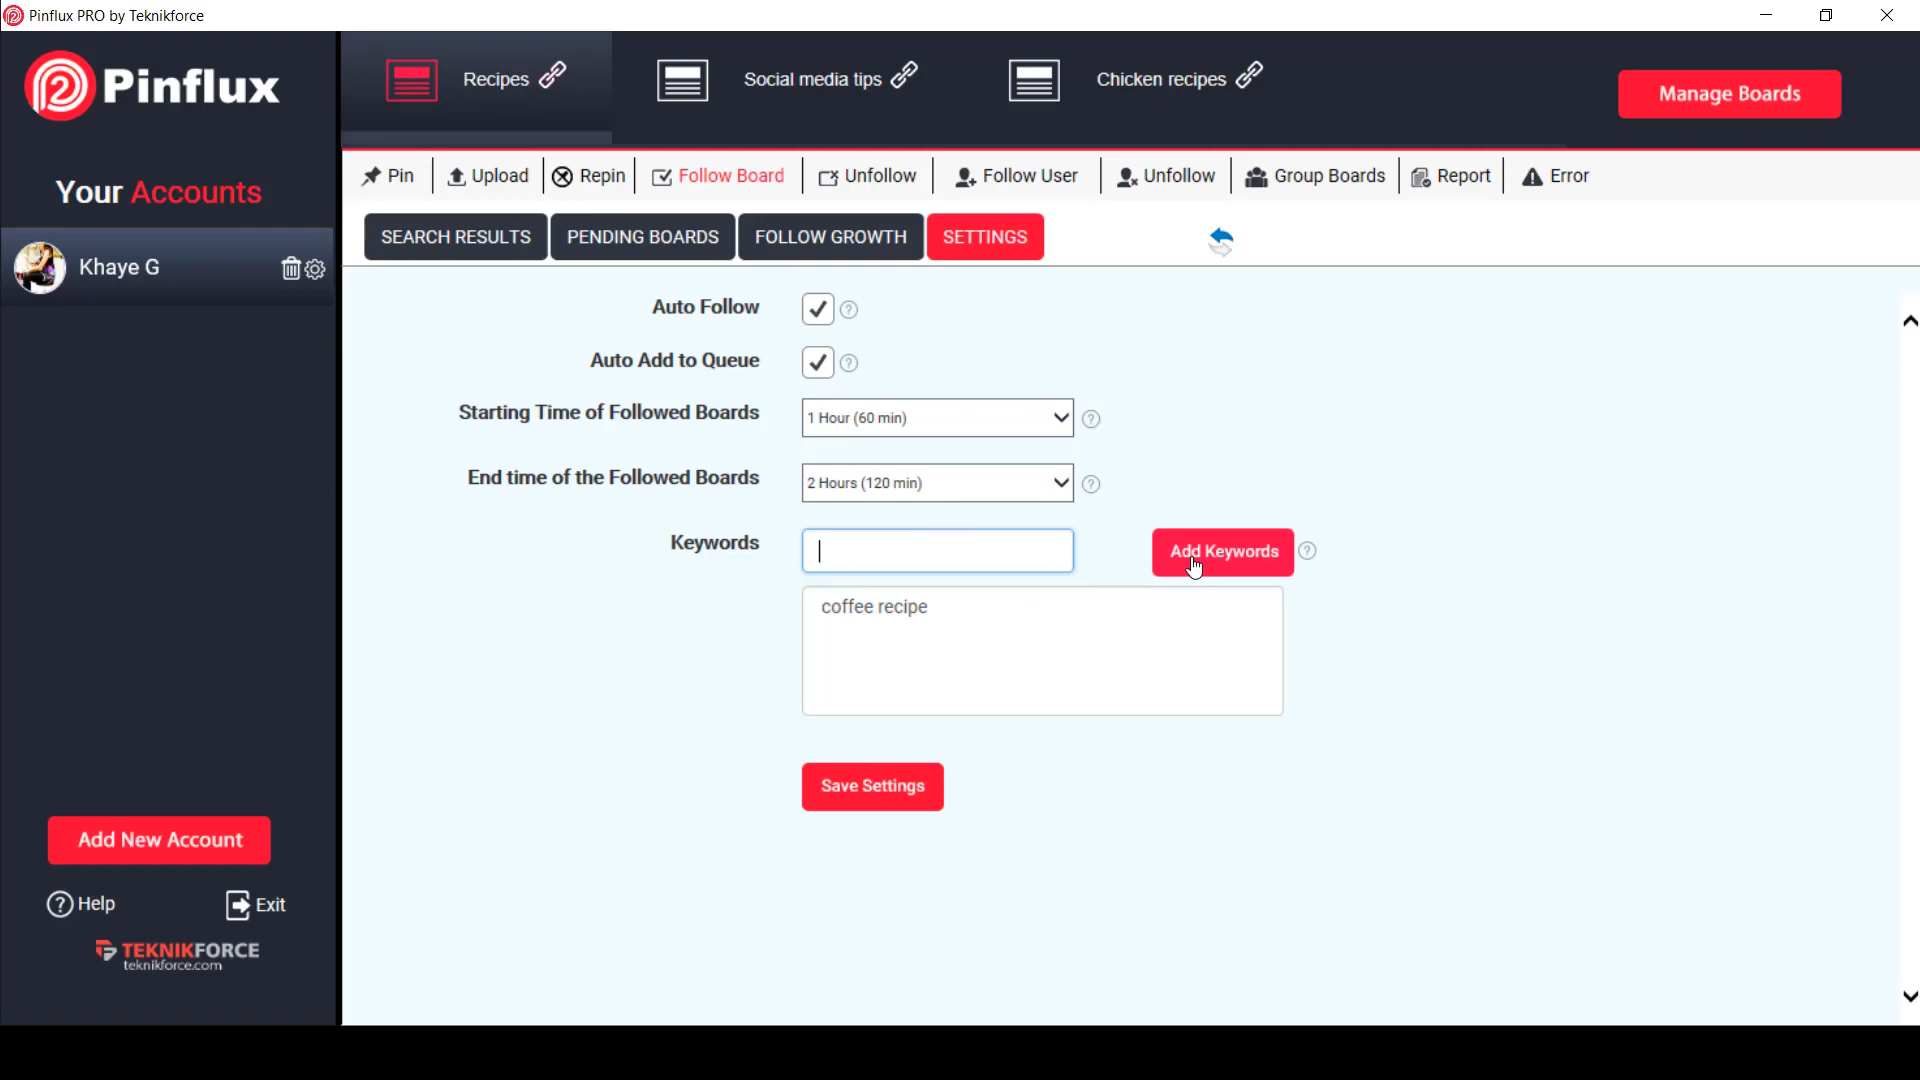 Pinflux PRO by Teknikforce
Pinflux
Recipes
Social media tips
Chicken recipes
Manage Boards
Your Accounts
Pin
Upload
Repin
Follow Board
Unfollow
Follow User
Unfollow
Group Boards
Report
Error
SEARCH RESULTS
PENDING BOARDS
FOLLOW GROWTH
SETTINGS
Khaye G
Auto Follow
Auto Add to Queue
Starting Time of Followed Boards
1 Hour (60 min)
End time of the Followed Boards
2 Hours (120 min)
Keywords
Add Keywords
coffee recipe
Save Settings
Add New Account
Help
Exit
TEKNIKFORCE
teknikforce.com